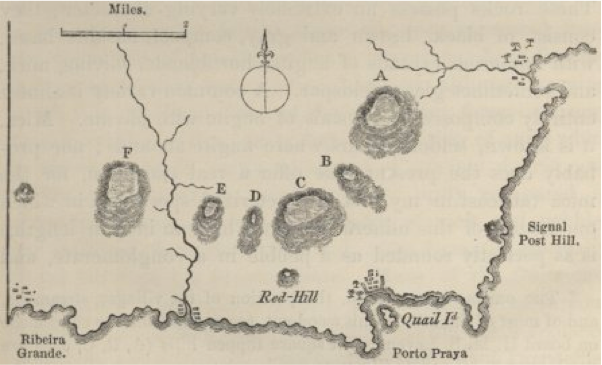 Miles.
1 2
A
F
B
C
E
D
Signal
Post Hill.
Red-Hill
Quail Iᵈ
Ribeira
Grande.
Porto Praya